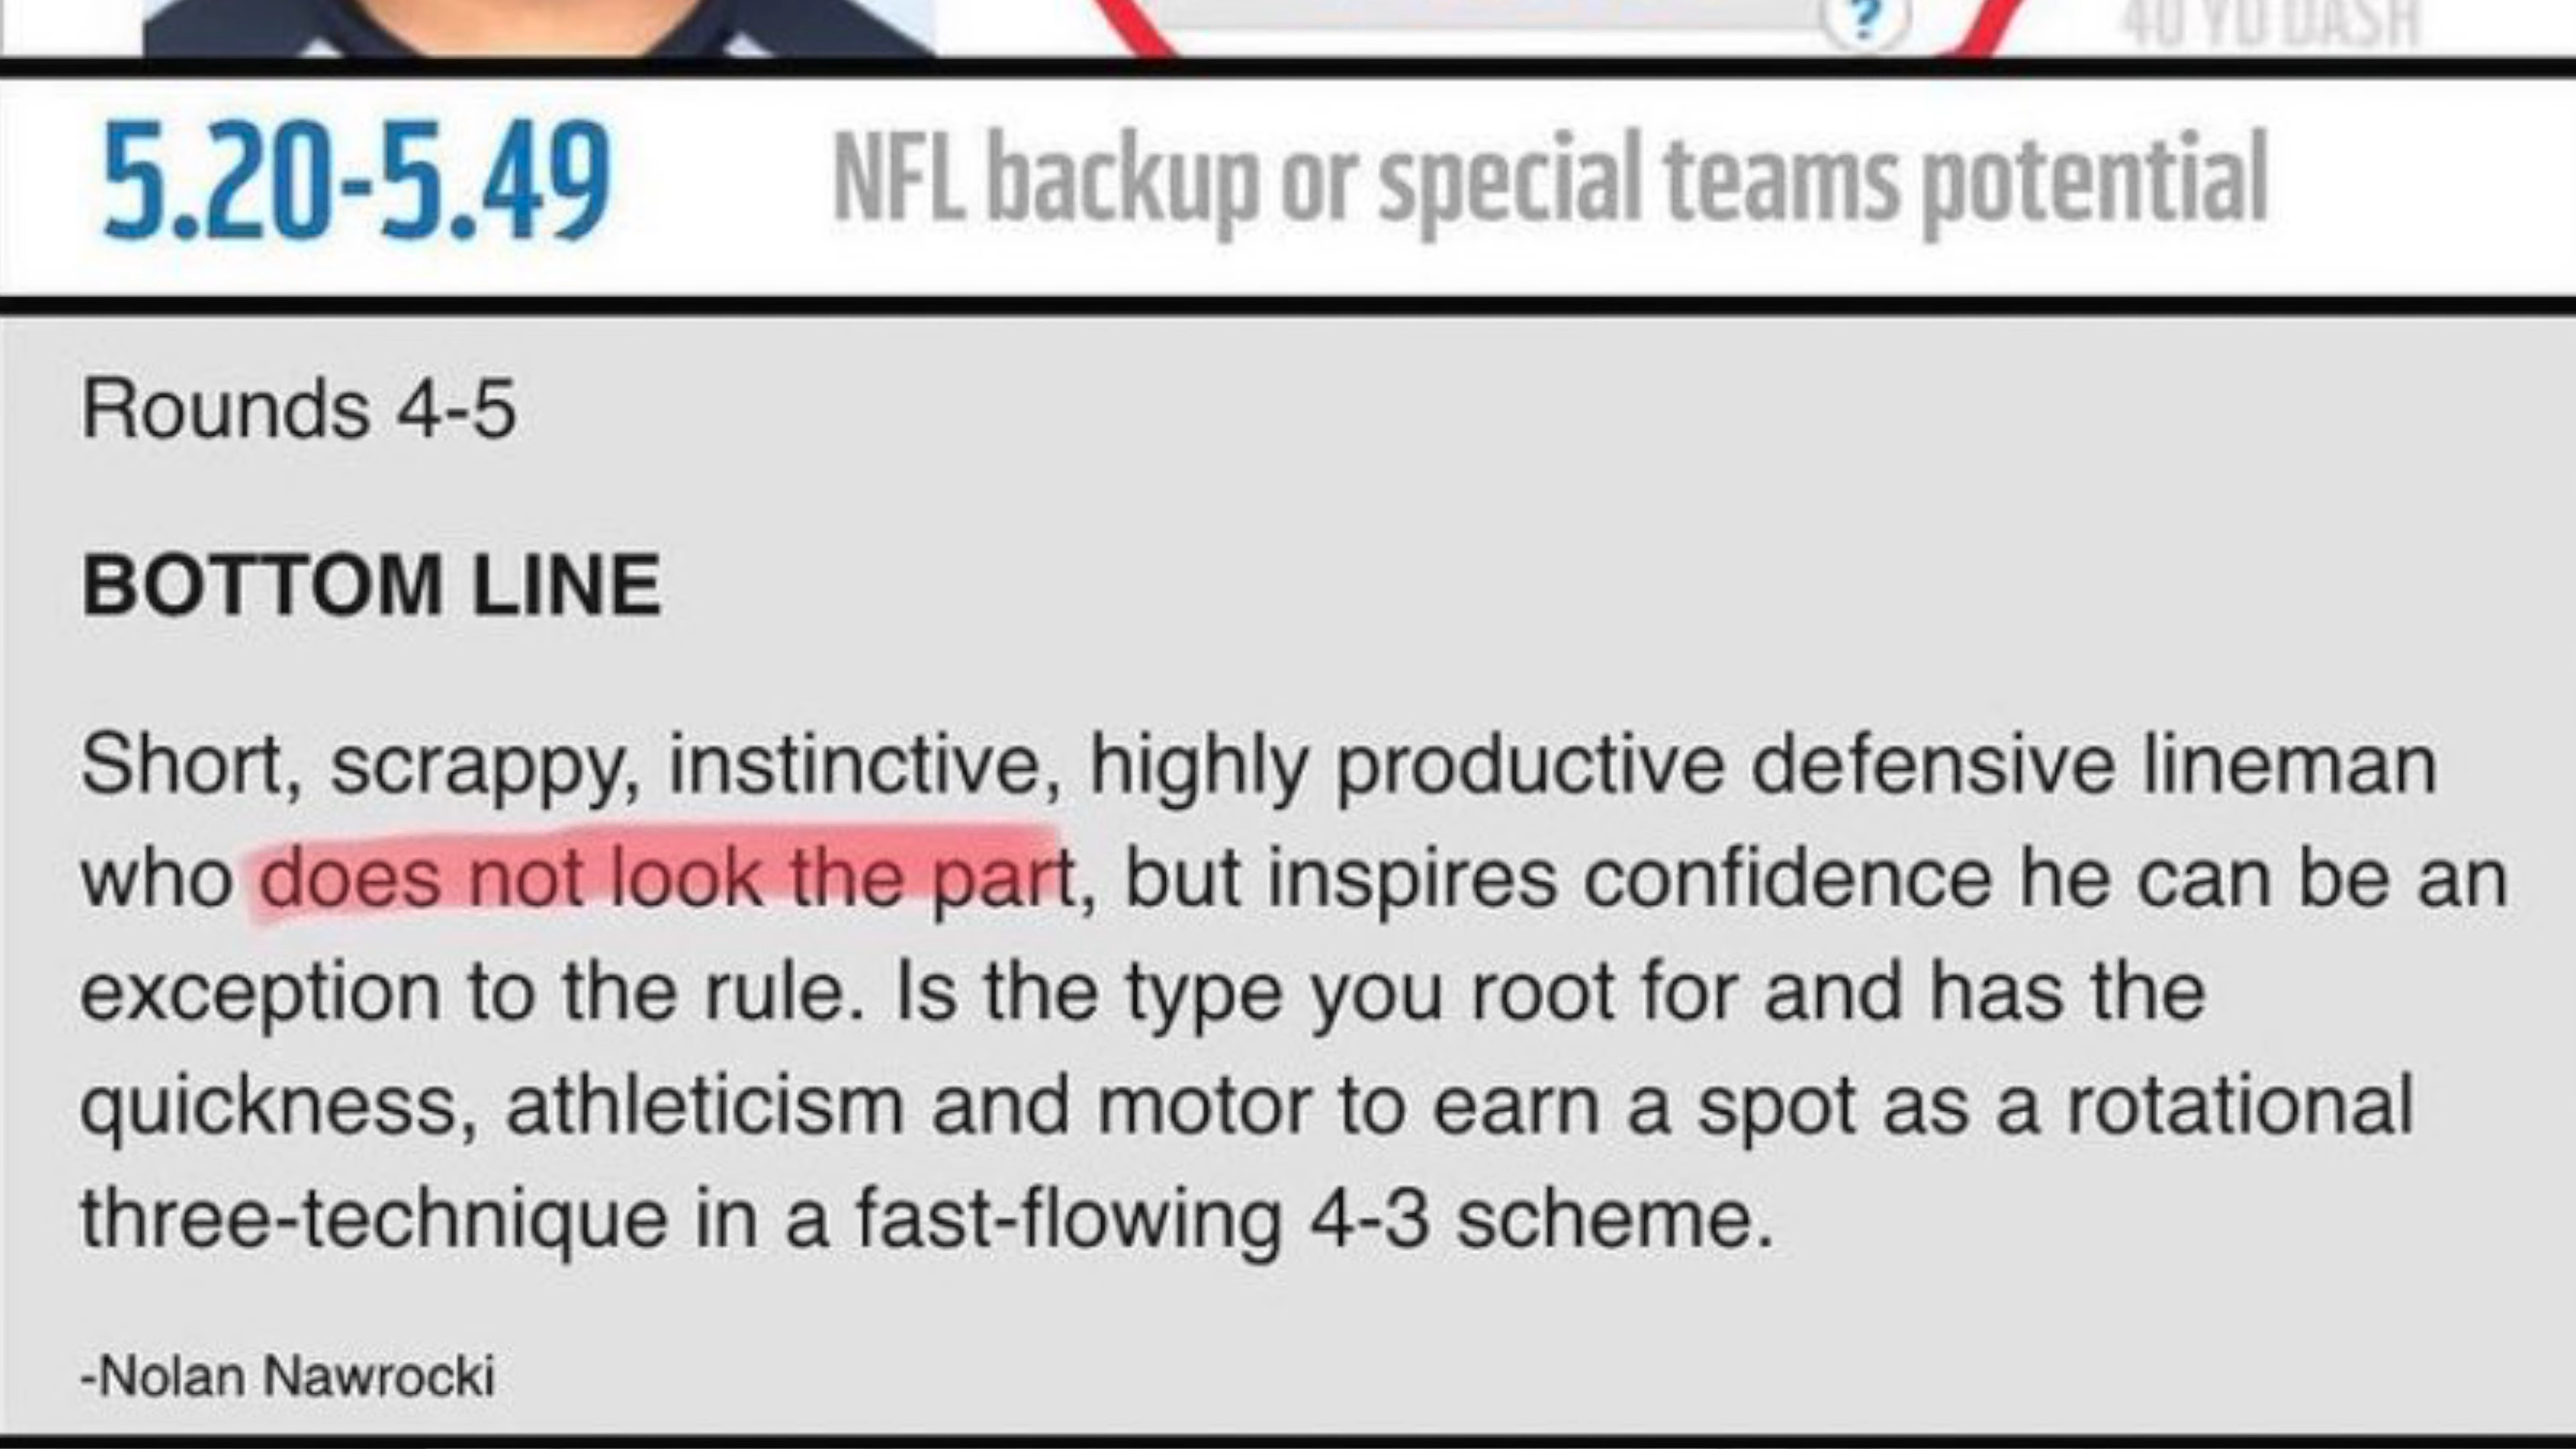 ?
40 YD DASH
5.20-5.49 NFL backup or special teams potential
Rounds 4-5
BOTTOM LINE
Short, scrappy, instinctive, highly productive defensive lineman
who does not look the part, but inspires confidence he can be an
exception to the rule. Is the type you root for and has the
quickness, athleticism and motor to earn a spot as a rotational
three-technique in a fast-flowing 4-3 scheme.
-Nolan Nawrocki